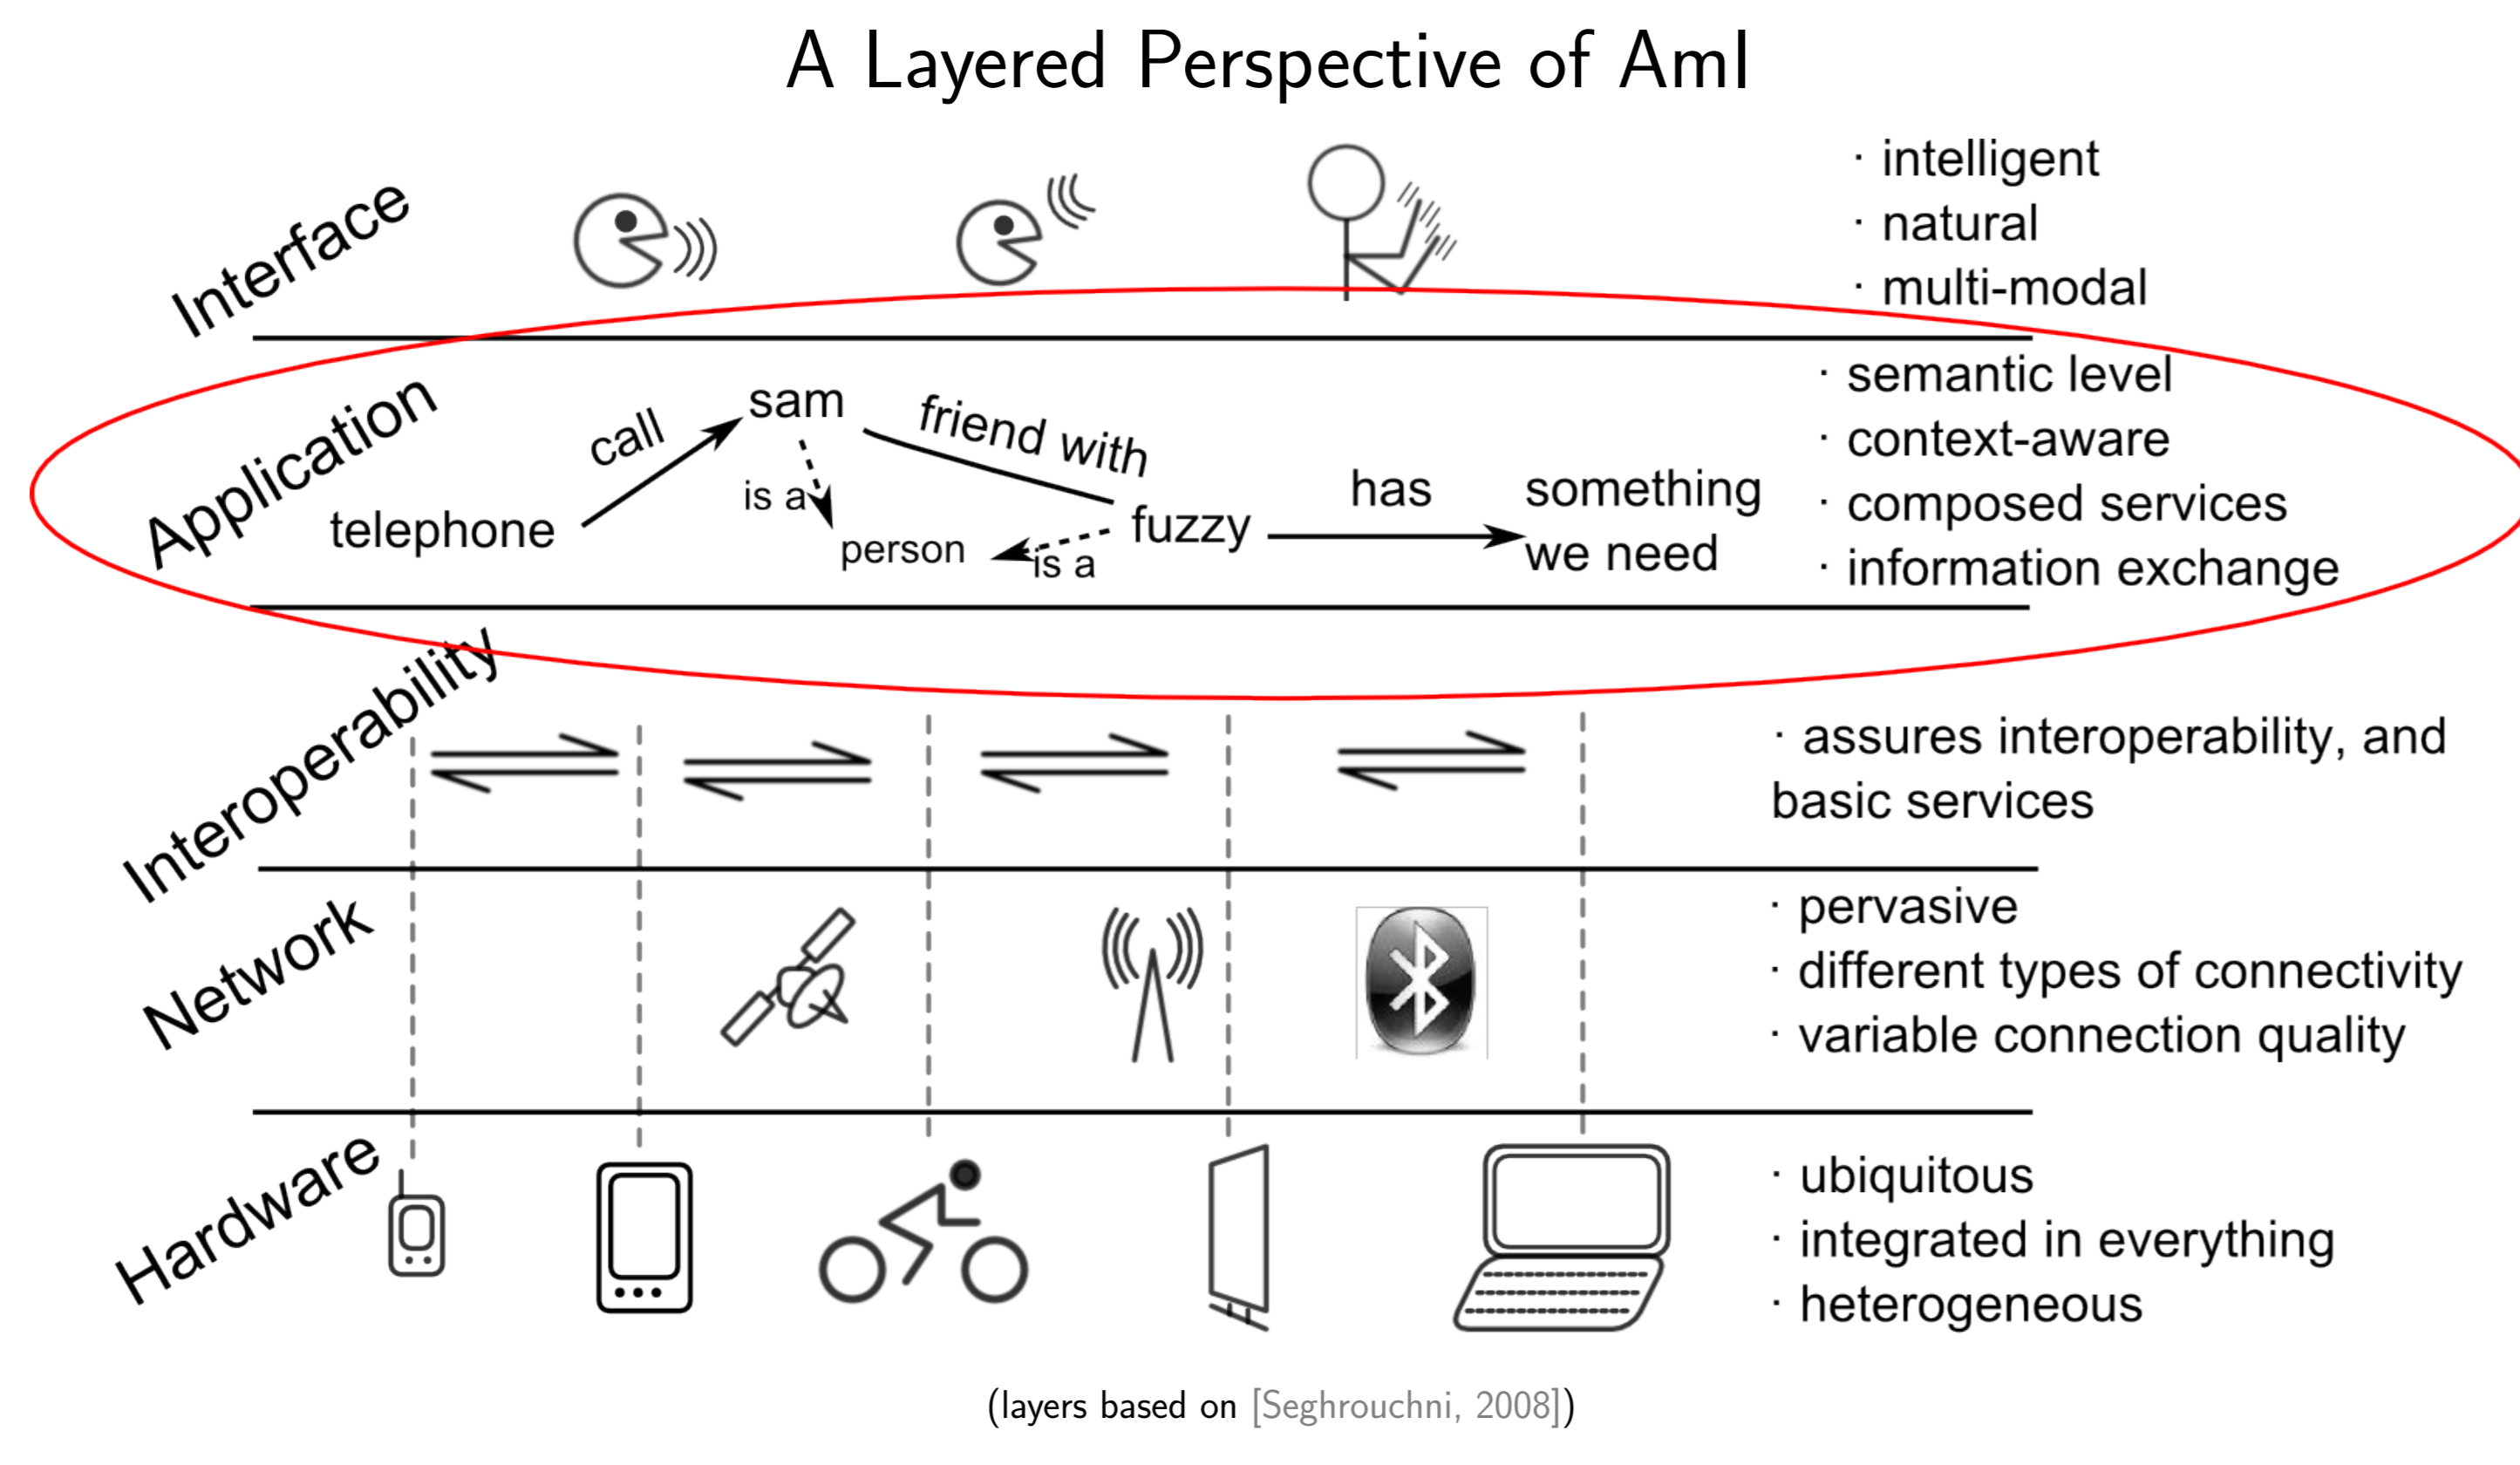 A Layered Perspective of AmI
Interface
· intelligent
· natural
· multi-modal
Application
telephone
call
sam
is a
person
friend with
is a
fuzzy
has
something
we need
· semantic level
· context-aware
· composed services
· information exchange
Interoperability
· assures interoperability, and
basic services
Network
· pervasive
· different types of connectivity
· variable connection quality
Hardware
· ubiquitous
· integrated in everything
· heterogeneous
(layers based on [Seghrouchni, 2008])